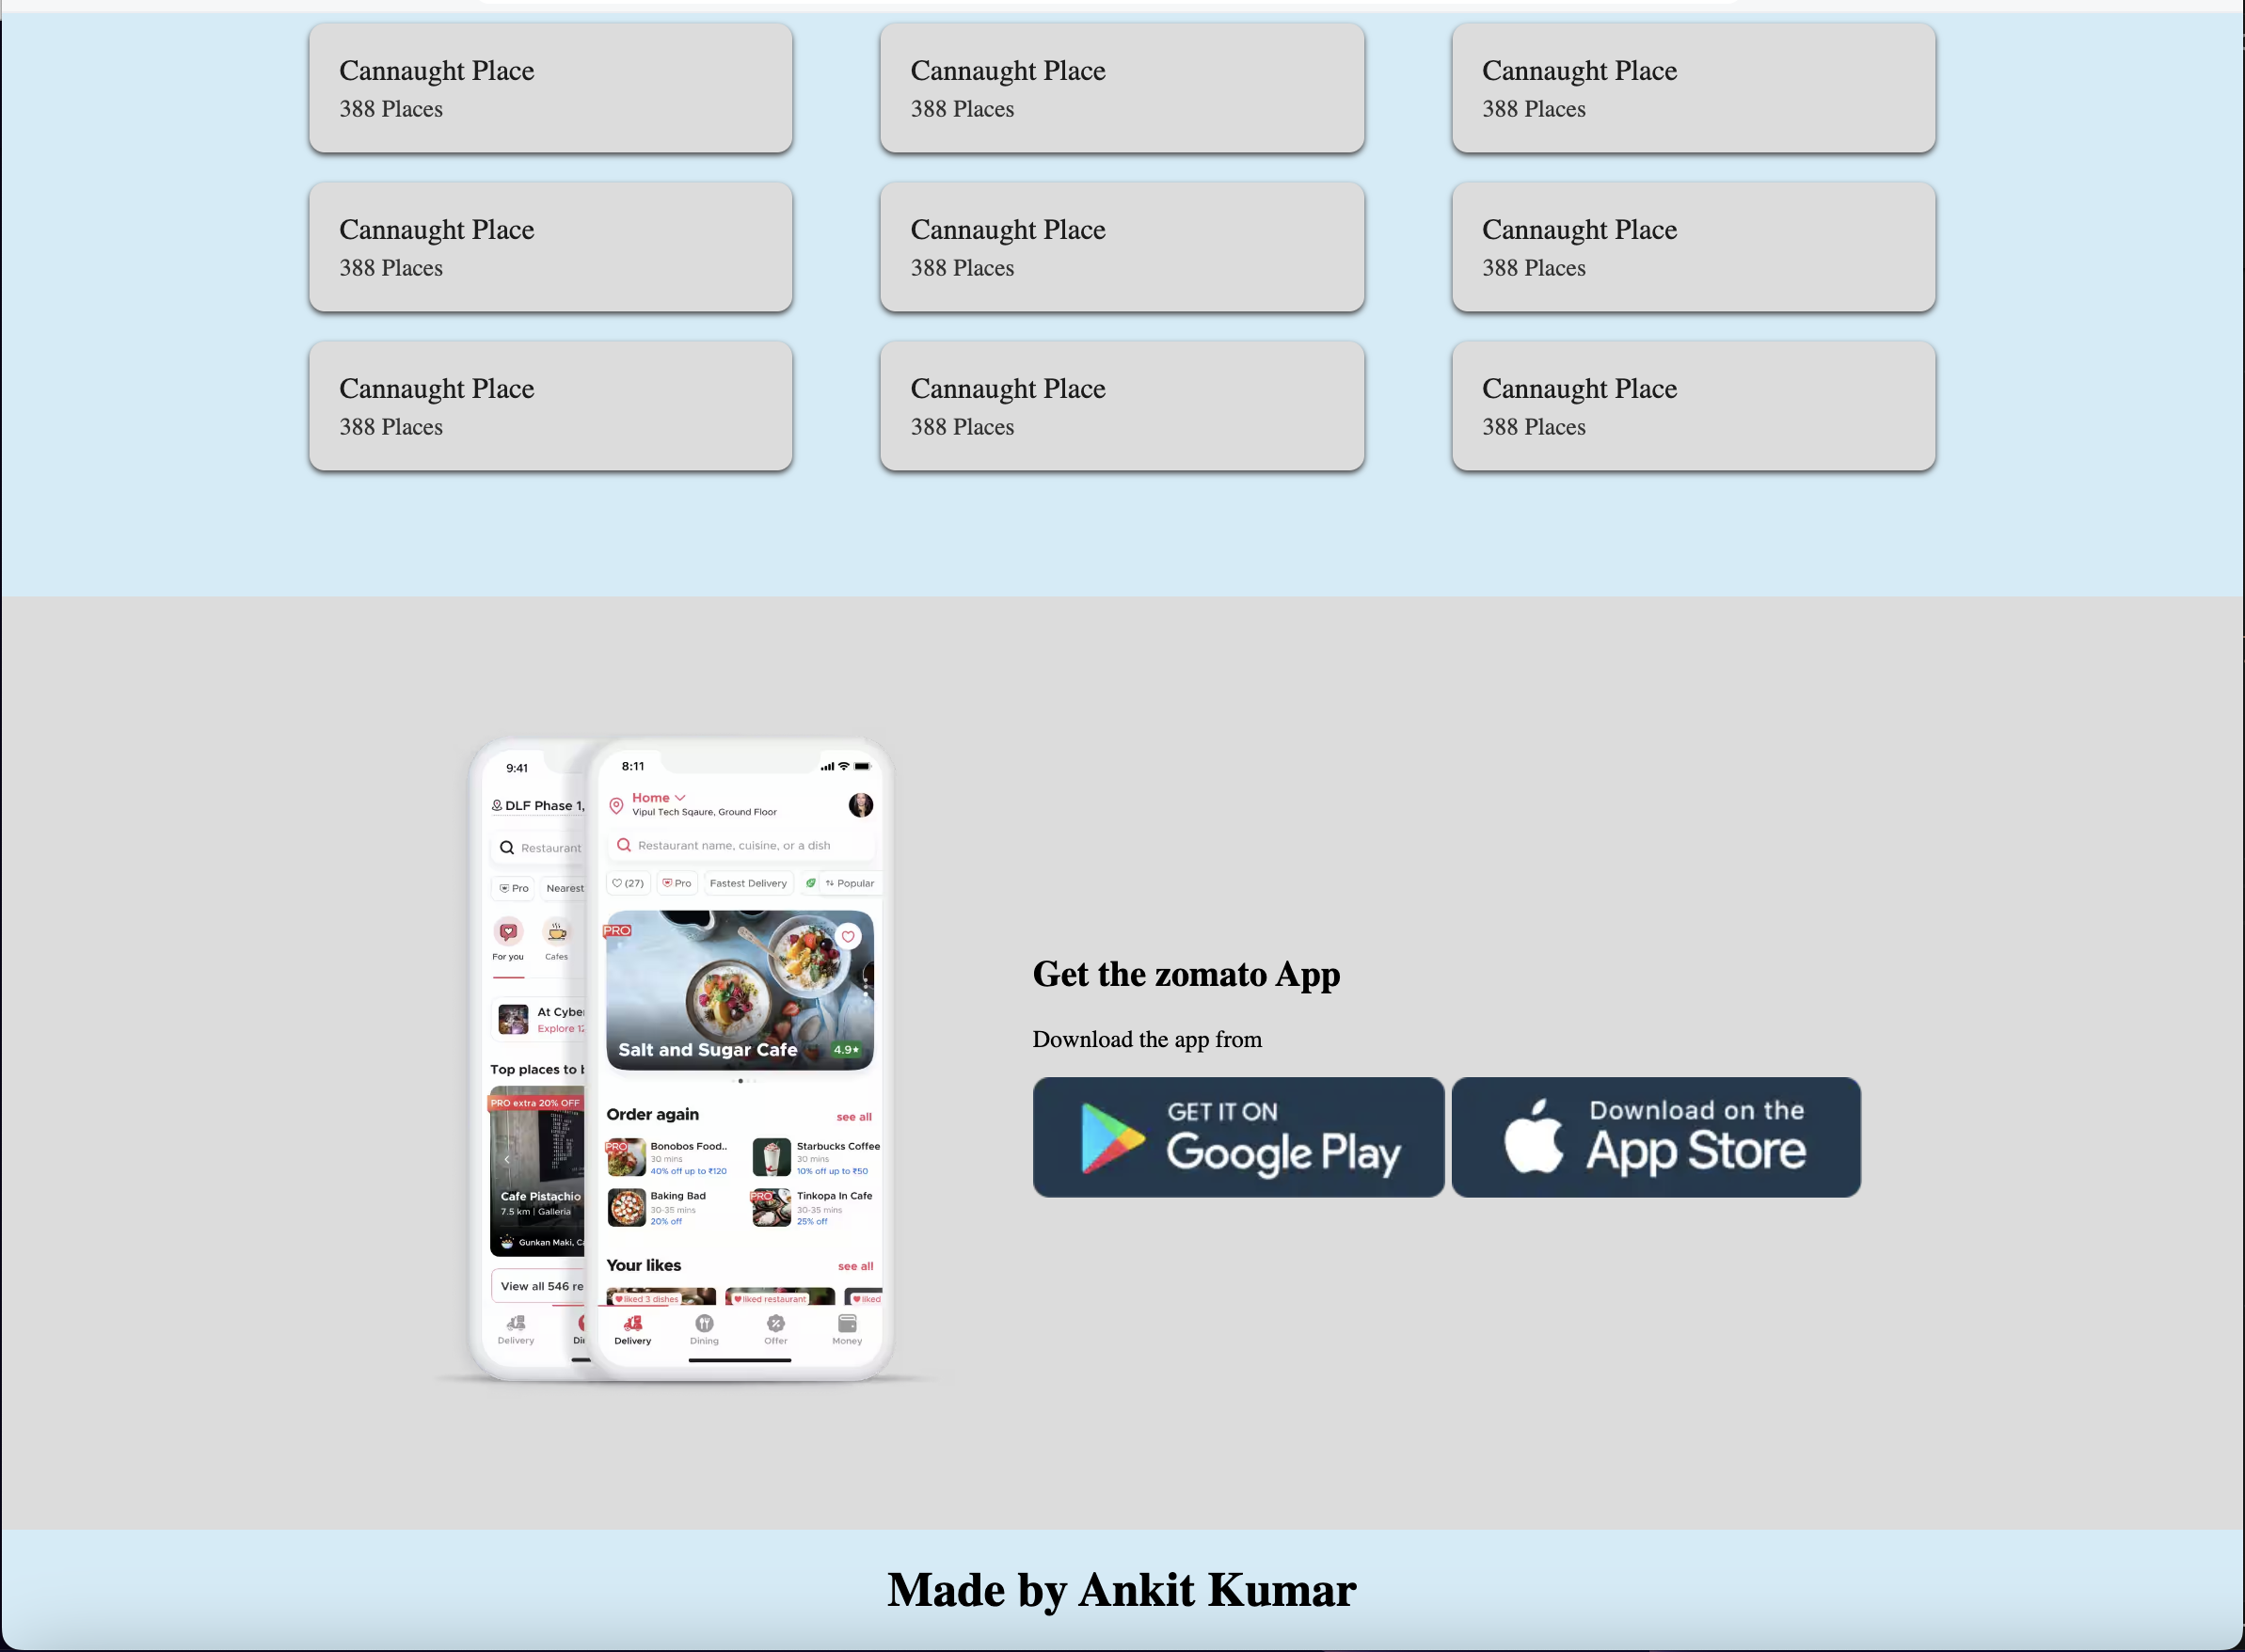 Cannaught Place
388 Places
Cannaught Place
388 Places
Cannaught Place
388 Places
Cannaught Place
388 Places
Cannaught Place
388 Places
Cannaught Place
388 Places
Cannaught Place
388 Places
Cannaught Place
388 Places
Cannaught Place
388 Places
9:41
DLF Phase 1,
Restaurant
Pro
Nearest
For you
Cafes
At Cyber
Explore 12
Top places to b
PRO extra 20% OFF
Cafe Pistachio
7.5 km | Galleria
Gunkan Maki, Ca
View all 546 re
Delivery
Di
8:11
Home
Vipul Tech Sqaure, Ground Floor
Restaurant name, cuisine, or a dish
(27)
Pro
Fastest Delivery
Popular
PRO
Salt and Sugar Cafe
4.9★
Order again
see all
PRO
Bonobos Food..
30 mins
40% off up to ₹120
Starbucks Coffee
30 mins
10% off up to ₹50
Baking Bad
30-35 mins
20% off
PRO
Tinkopa In Cafe
30-35 mins
25% off
Your likes
see all
liked 3 dishes
liked restaurant
liked
Delivery
Dining
Offer
Money
Get the zomato App
Download the app from
GET IT ON
Google Play
Download on the
App Store
Made by Ankit Kumar